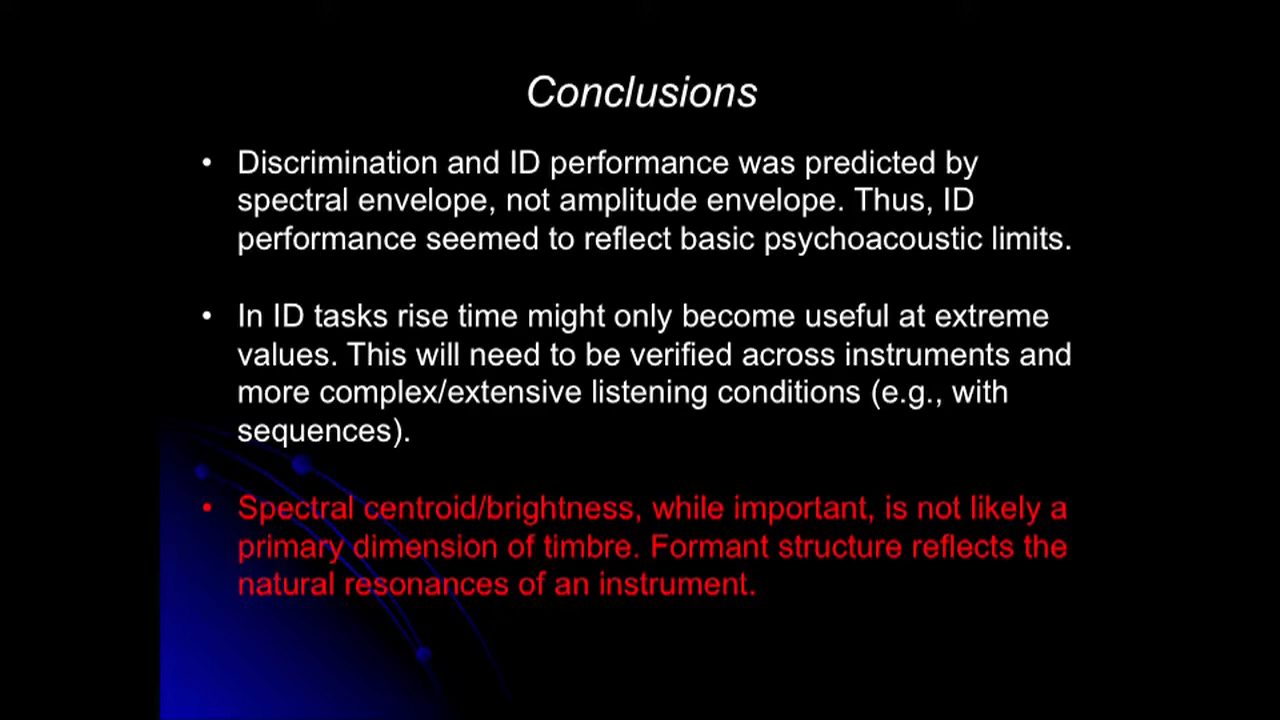 Conclusions
• Discrimination and ID performance was predicted by
spectral envelope, not amplitude envelope. Thus, ID
performance seemed to reflect basic psychoacoustic limits.
• In ID tasks rise time might only become useful at extreme
values. This will need to be verified across instruments and
more complex/extensive listening conditions (e.g., with
sequences).
• Spectral centroid/brightness, while important, is not likely a
primary dimension of timbre. Formant structure reflects the
natural resonances of an instrument.